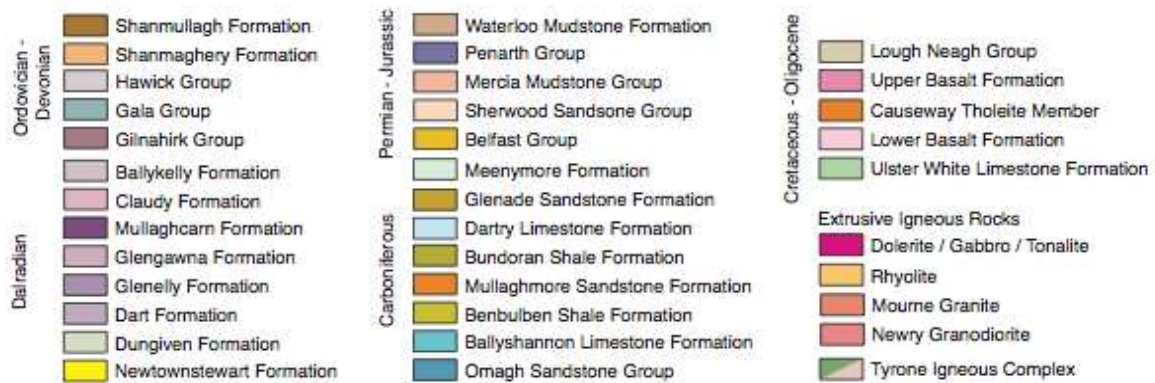 Ordovician -
Devonian
Shanmullagh Formation
Shanmaghery Formation
Hawick Group
Gala Group
Gilnahirk Group
Dalradian
Ballykelly Formation
Claudy Formation
Mullaghcarn Formation
Glengawna Formation
Glenelly Formation
Dart Formation
Dungiven Formation
Newtownstewart Formation
Permian - Jurassic
Waterloo Mudstone Formation
Penarth Group
Mercia Mudstone Group
Sherwood Sandsone Group
Belfast Group
Carboniferous
Meenymore Formation
Glenade Sandstone Formation
Dartry Limestone Formation
Bundoran Shale Formation
Mullaghmore Sandstone Formation
Benbulben Shale Formation
Ballyshannon Limestone Formation
Omagh Sandstone Group
Cretaceous - Oligocene
Lough Neagh Group
Upper Basalt Formation
Causeway Tholeite Member
Lower Basalt Formation
Ulster White Limestone Formation
Extrusive Igneous Rocks
Dolerite / Gabbro / Tonalite
Rhyolite
Mourne Granite
Newry Granodiorite
Tyrone Igneous Complex